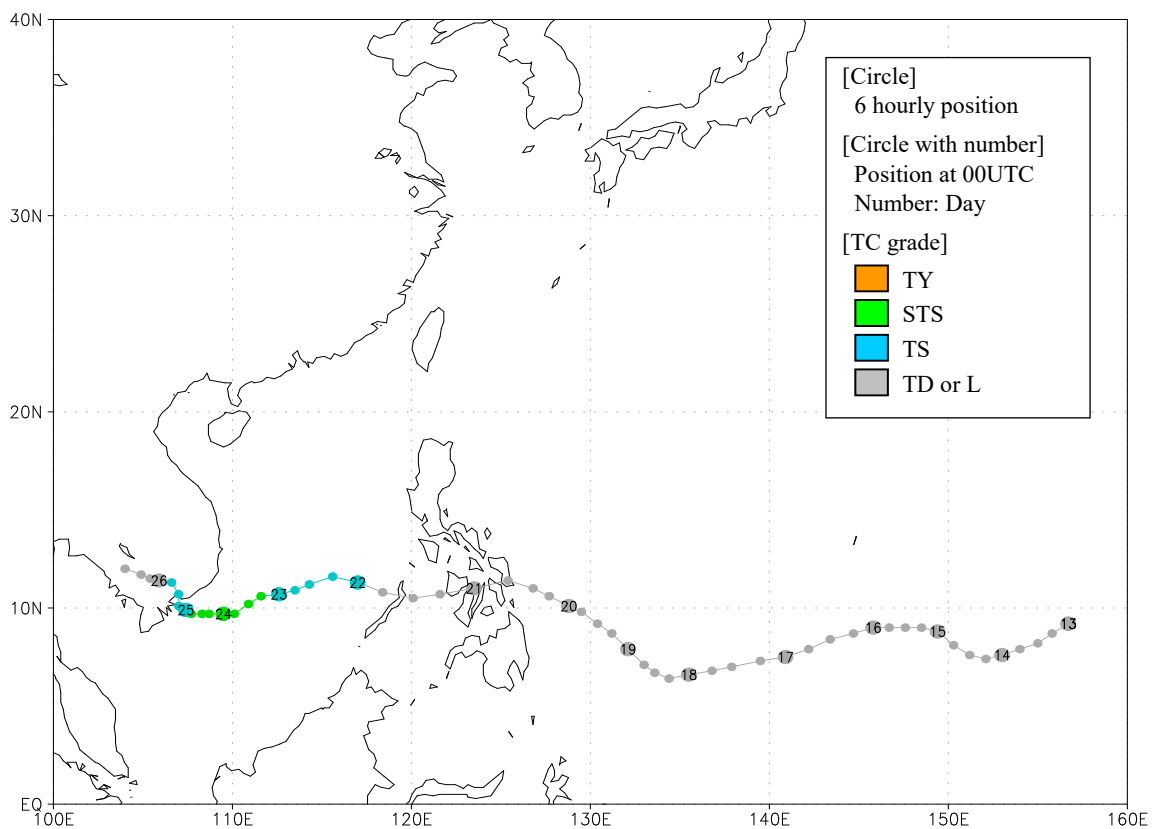 40N
[Circle]
6 hourly position
[Circle with number]
Position at 00UTC
Number: Day
30N
[TC grade]
TY
STS
TS
TD or L
20N
26
25
24
23
22
21
20
19
18
17
16
15
14
13
10N
EQ
100E 110E 120E 130E 140E 150E 160E